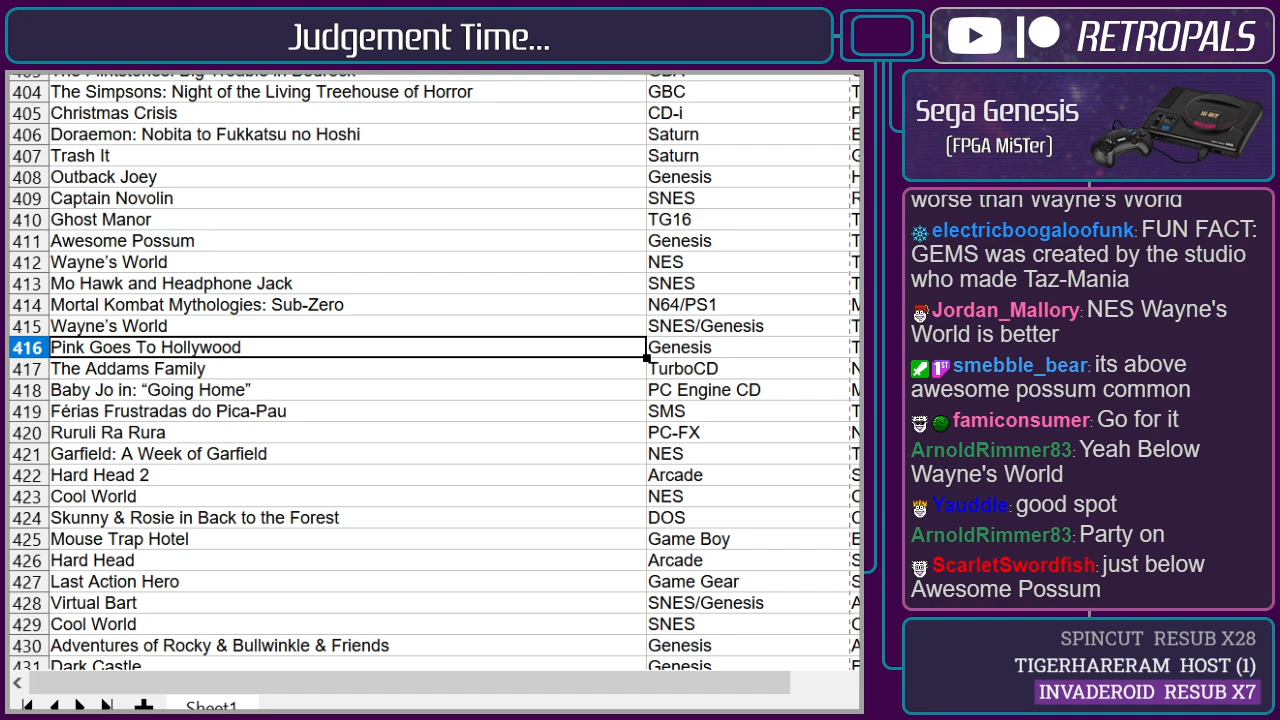 Judgement Time...
RETROPALS
403 The Flintstones: Big Trouble in Bedrock GBA
404 The Simpsons: Night of the Living Treehouse of Horror GBC T
405 Christmas Crisis CD-i F
406 Doraemon: Nobita to Fukkatsu no Hoshi Saturn E
407 Trash It Saturn G
408 Outback Joey Genesis H
409 Captain Novolin SNES R
410 Ghost Manor TG16 T
411 Awesome Possum Genesis T
412 Wayne’s World NES T
413 Mo Hawk and Headphone Jack SNES T
414 Mortal Kombat Mythologies: Sub-Zero N64/PS1 M
415 Wayne’s World SNES/Genesis T
416 Pink Goes To Hollywood Genesis T
417 The Addams Family TurboCD N
418 Baby Jo in: “Going Home” PC Engine CD M
419 Férias Frustradas do Pica-Pau SMS T
420 Ruruli Ra Rura PC-FX N
421 Garfield: A Week of Garfield NES T
422 Hard Head 2 Arcade S
423 Cool World NES O
424 Skunny & Rosie in Back to the Forest DOS C
425 Mouse Trap Hotel Game Boy E
426 Hard Head Arcade S
427 Last Action Hero Game Gear S
428 Virtual Bart SNES/Genesis A
429 Cool World SNES O
430 Adventures of Rocky & Bullwinkle & Friends Genesis A
431 Dark Castle Genesis
Sheet1
Sega Genesis
(FPGA MiSTer)
16-BIT
worse than Wayne's World
electricboogaloofunk: FUN FACT:
GEMS was created by the studio
who made Taz-Mania
Jordan_Mallory: NES Wayne's
World is better
1ST smebble_bear: its above
awesome possum common
famiconsumer: Go for it
ArnoldRimmer83: Yeah Below
Wayne's World
Yauddle: good spot
ArnoldRimmer83: Party on
ScarletSwordfish: just below
Awesome Possum
SPINCUT RESUB X28
TIGERHARERAM HOST (1)
INVADEROID RESUB X7